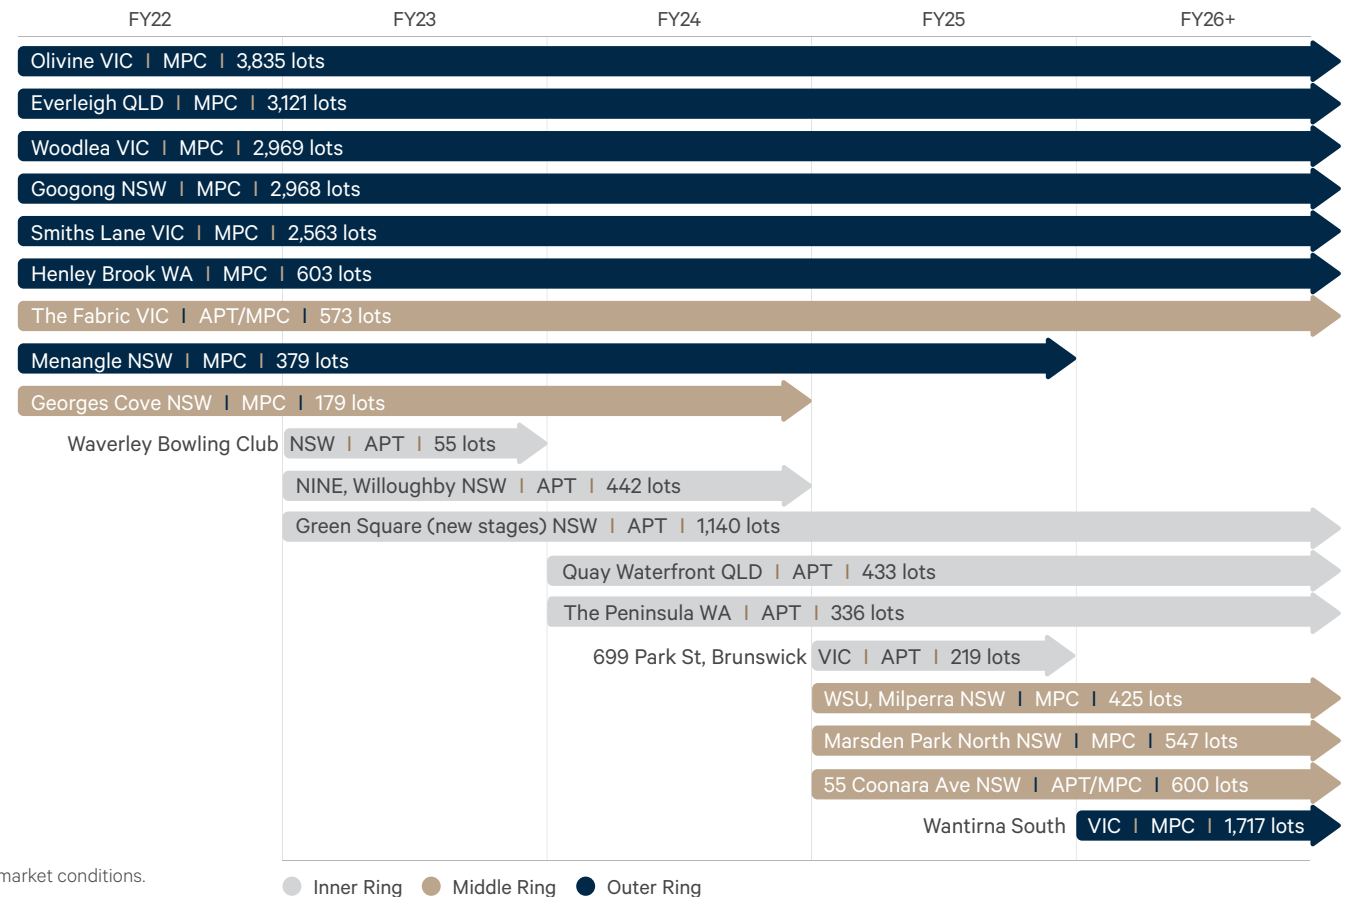 FY22 FY23 FY24 FY25 FY26+
Olivine VIC | MPC | 3,835 lots
Everleigh QLD | MPC | 3,121 lots
Woodlea VIC | MPC | 2,969 lots
Googong NSW | MPC | 2,968 lots
Smiths Lane VIC | MPC | 2,563 lots
Henley Brook WA | MPC | 603 lots
The Fabric VIC | APT/MPC | 573 lots
Menangle NSW | MPC | 379 lots
Georges Cove NSW | MPC | 179 lots
Waverley Bowling Club NSW | APT | 55 lots
NINE, Willoughby NSW | APT | 442 lots
Green Square (new stages) NSW | APT | 1,140 lots
Quay Waterfront QLD | APT | 433 lots
The Peninsula WA | APT | 336 lots
699 Park St, Brunswick VIC | APT | 219 lots
WSU, Milperra NSW | MPC | 425 lots
Marsden Park North NSW | MPC | 547 lots
55 Coonara Ave NSW | APT/MPC | 600 lots
Wantirna South VIC | MPC | 1,717 lots
market conditions.
Inner Ring Middle Ring Outer Ring